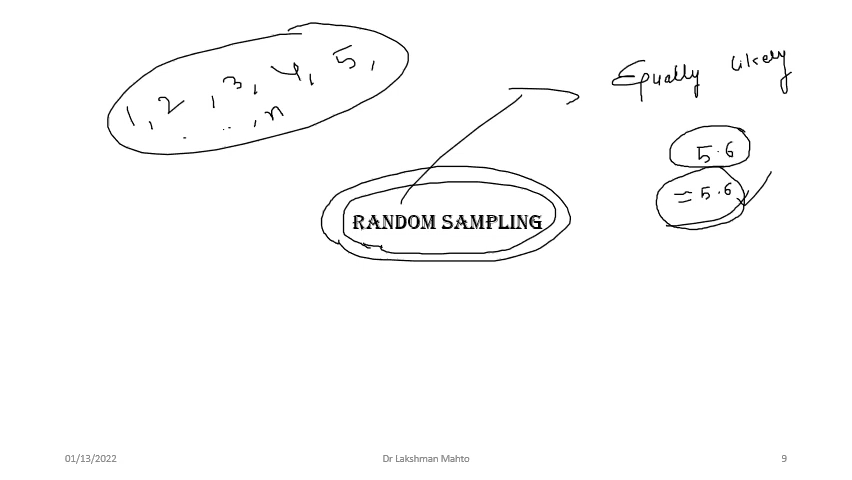 1, 2, 3, 4, 5,
. .. , n
Equally likely
5.6
= 5.6
RANDOM SAMPLING
01/13/2022 Dr Lakshman Mahto 9